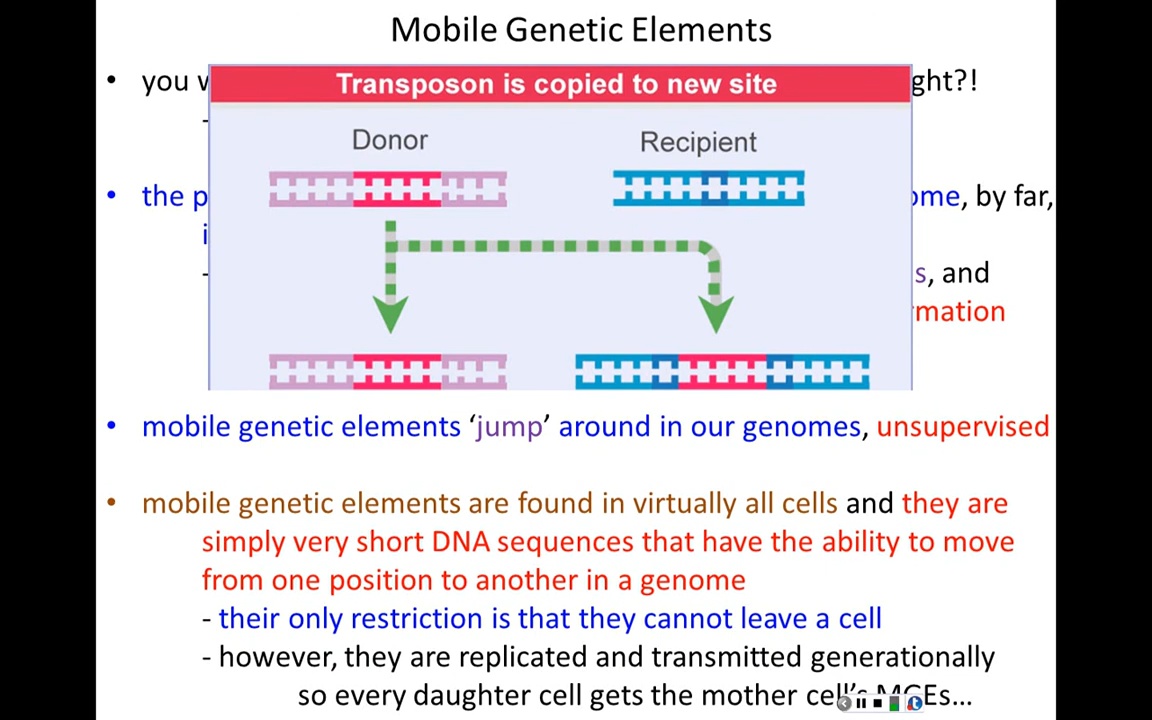 Mobile Genetic Elements
• you
ght?!
-
Transposon is copied to new site
Donor
Recipient
• the
ome, by far,
-
s, and
rmation
• mobile genetic elements ‘jump’ around in our genomes, unsupervised
• mobile genetic elements are found in virtually all cells and they are
simply very short DNA sequences that have the ability to move
from one position to another in a genome
- their only restriction is that they cannot leave a cell
- however, they are replicated and transmitted generationally
so every daughter cell gets the mother cell’s MGEs...